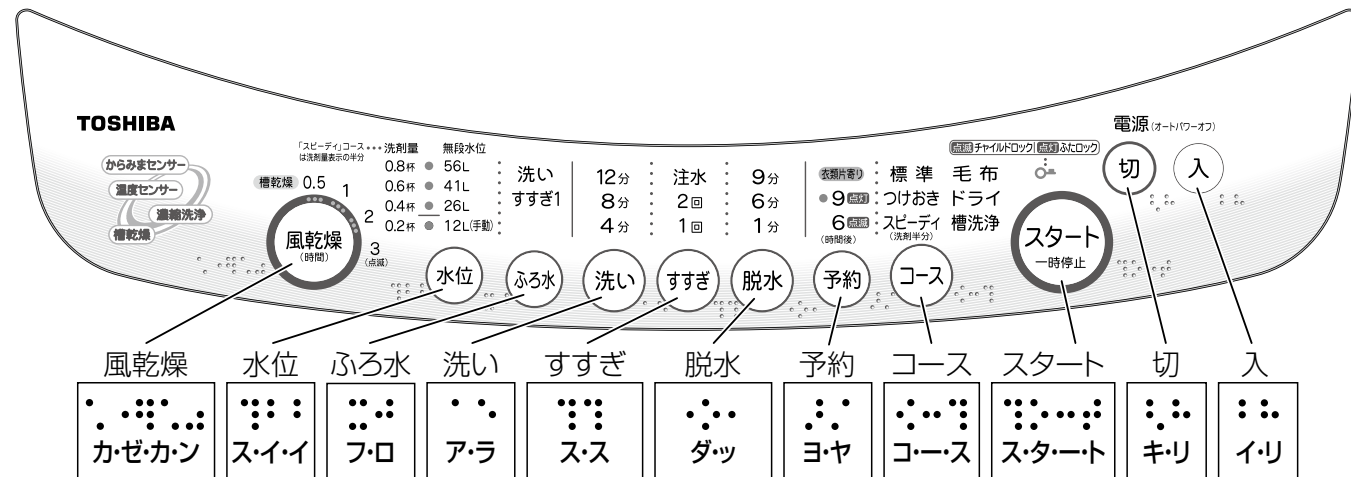 TOSHIBA
からみまセンサー
温度センサー
濃縮洗浄
槽乾燥
「スピーディ」コース
は洗剤量表示の半分
槽乾燥 0.5 1 2 3
(点滅)
風乾燥
(時間)
洗剤量 無段水位
0.8杯 56L
0.6杯 41L
0.4杯 26L
0.2杯 12L(手動)
水位
ふろ水
洗い
すすぎ1
12分 注水 9分
8分 2回 6分
4分 1回 1分
洗い
すすぎ
脱水
衣類片寄り
9 点灯
6 点滅
(時間後)
予約
標準 毛布
つけおき ドライ
スピーディ 槽洗浄
(洗剤半分)
コース
点滅 チャイルドロック 点灯 ふたロック
スタート
一時停止
電源(オートパワーオフ)
切 入
風乾燥 水位 ふろ水 洗い すすぎ 脱水 予約 コース スタート 切 入
カ・ゼ・カ・ン ス・イ・イ フ・ロ ア・ラ ス・ス ダ・ッ ヨ・ヤ コ・ー・ス ス・タ・ー・ト キ・リ イ・リ